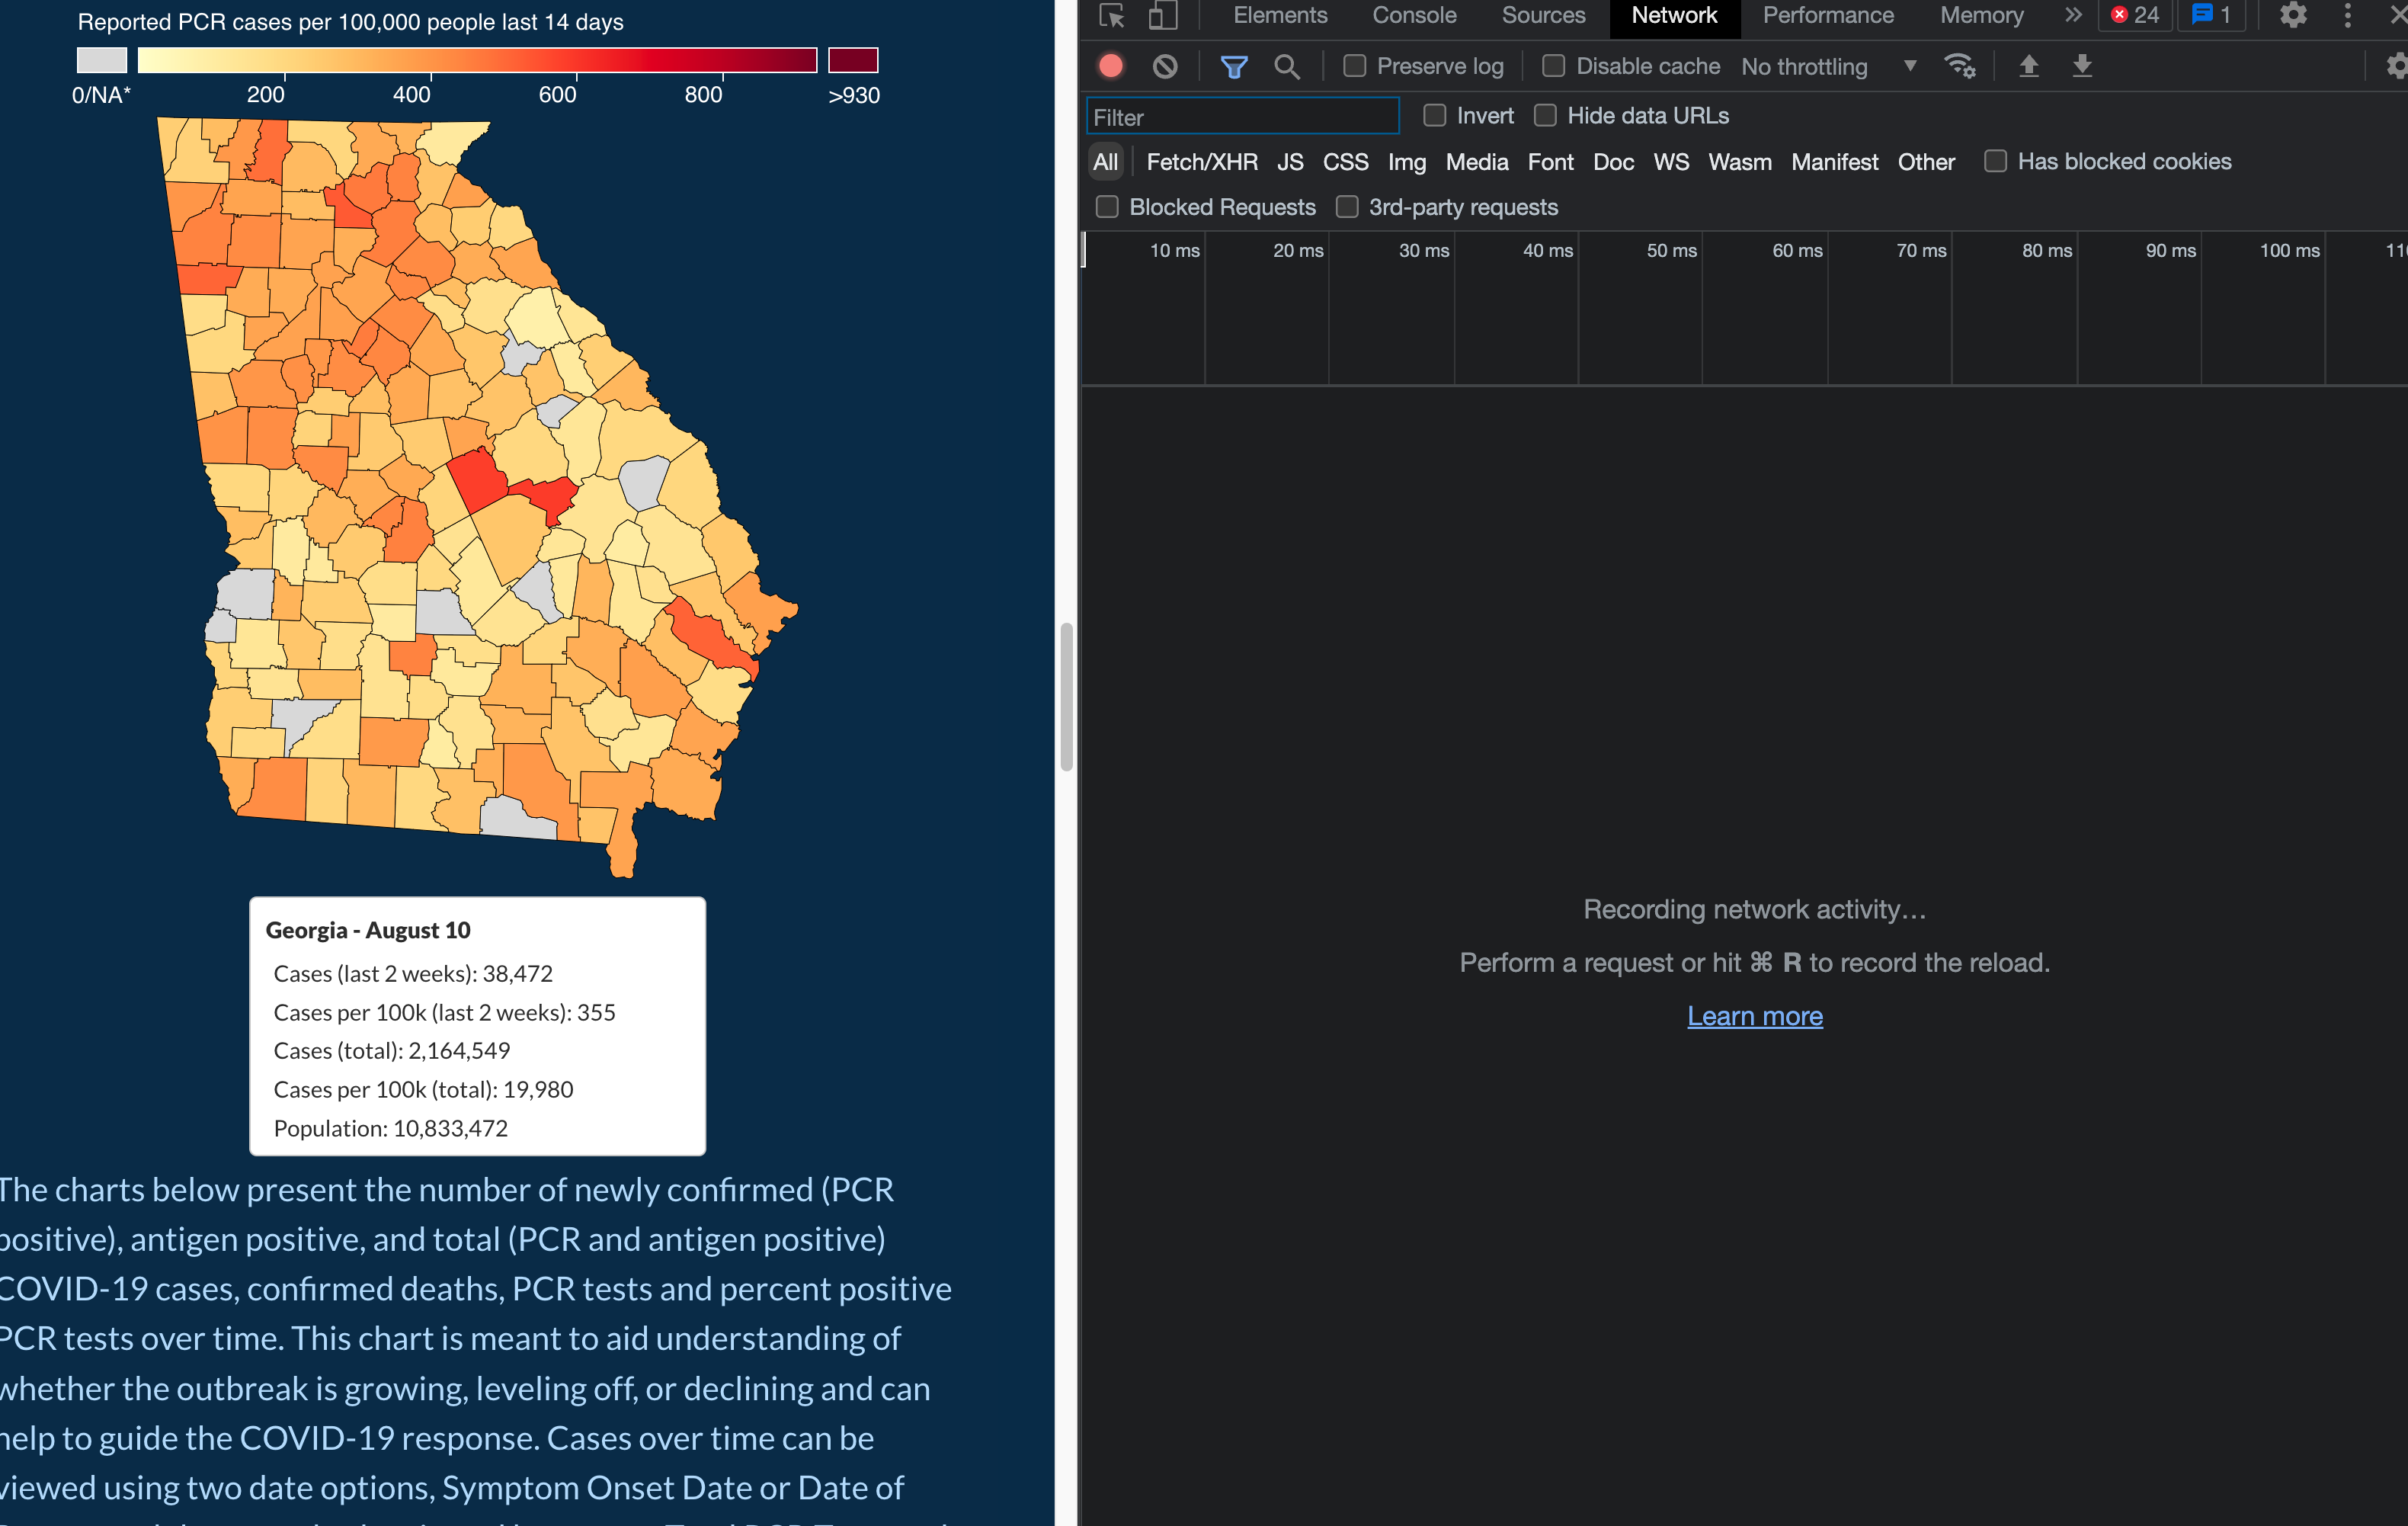 Reported PCR cases per 100,000 people last 14 days
0/NA* 200 400 600 800 >930
Georgia - August 10
Cases (last 2 weeks): 38,472
Cases per 100k (last 2 weeks): 355
Cases (total): 2,164,549
Cases per 100k (total): 19,980
Population: 10,833,472
The charts below present the number of newly confirmed (PCR
positive), antigen positive, and total (PCR and antigen positive)
COVID-19 cases, confirmed deaths, PCR tests and percent positive
PCR tests over time. This chart is meant to aid understanding of
whether the outbreak is growing, leveling off, or declining and can
help to guide the COVID-19 response. Cases over time can be
viewed using two date options, Symptom Onset Date or Date of
Elements Console Sources Network Performance Memory » 24 1
Preserve log Disable cache No throttling
Filter Invert Hide data URLs
All Fetch/XHR JS CSS Img Media Font Doc WS Wasm Manifest Other Has blocked cookies
Blocked Requests 3rd-party requests
10 ms 20 ms 30 ms 40 ms 50 ms 60 ms 70 ms 80 ms 90 ms 100 ms
Recording network activity…
Perform a request or hit ⌘ R to record the reload.
Learn more